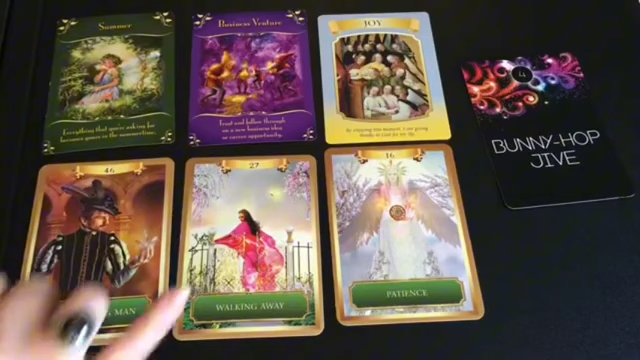 Summer
Everything that you're asking for
becomes yours in the summertime.
Business Venture
Trust and follow through
on a new business idea
or career opportunity.
JOY
By enjoying this moment, I am giving
thanks to God for my life.
14
BUNNY-HOP
JIVE
46
MAN
27
WALKING AWAY
16
PATIENCE